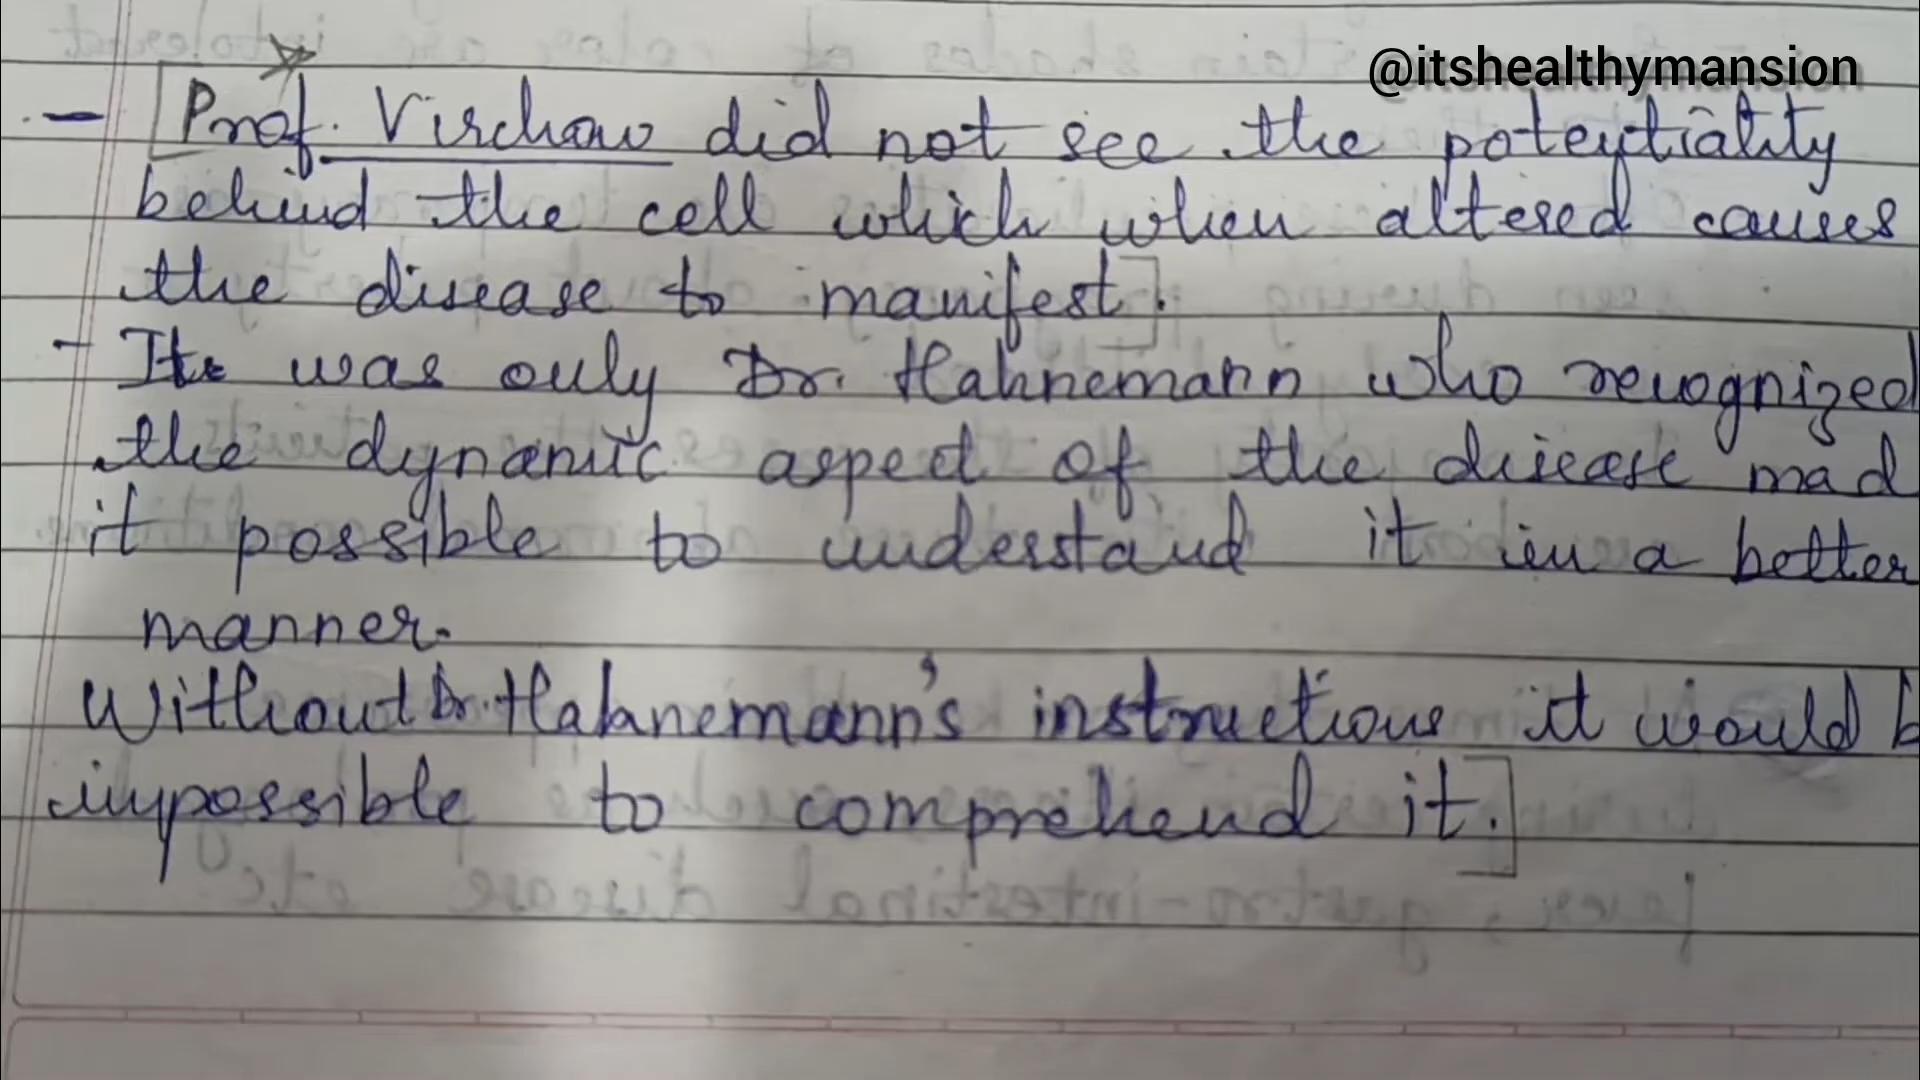 @itshealthymansion
- [Prof. Virchow did not see the potentiality
behind the cell which when altered causes
the disease to manifest].
- It was only Dr. Hahnemann who recognized
the dynamic aspect of the disease mad
it possible to understand it in a better
manner.
Without Dr. Hahnemann's instructions it would b
impossible to comprehend it.]